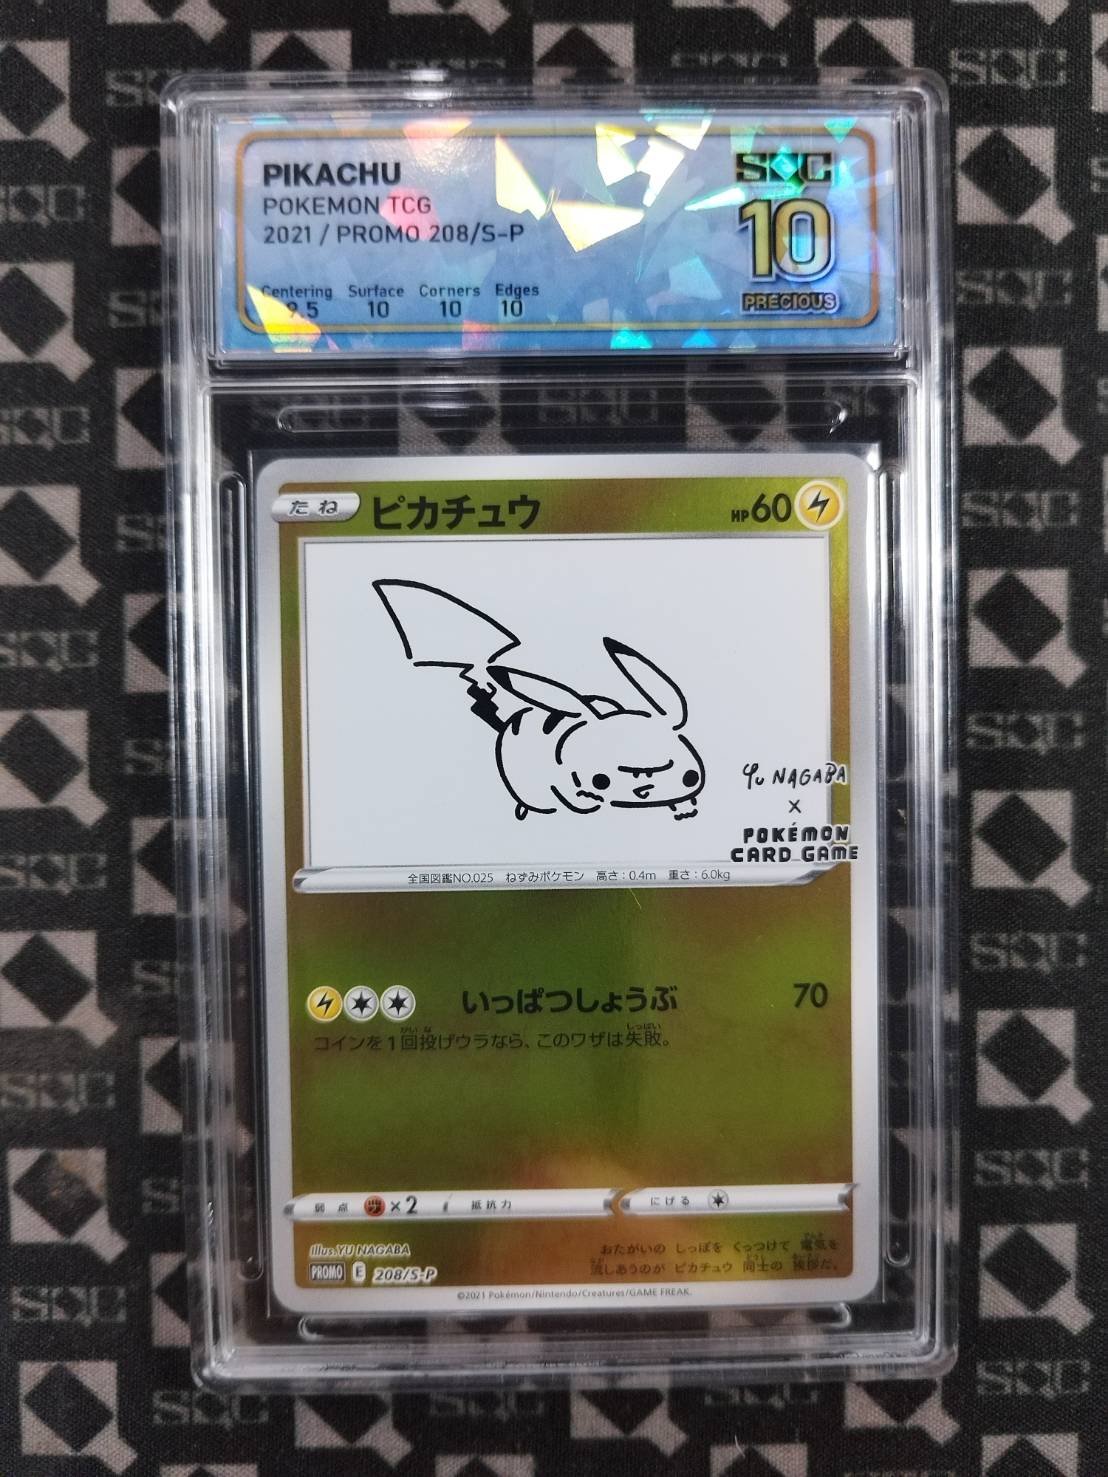 PIKACHU
POKEMON TCG
2021 / PROMO 208/S-P
Centering Surface Corners Edges
9.5 10 10 10
SQC
10
PRECIOUS
たね ピカチュウ HP60
Yu NAGABA
×
POKÉMON
CARD GAME
全国図鑑NO.025 ねずみポケモン 高さ:0.4m 重さ:6.0kg
いっぱつしょうぶ 70
コインを1回投げウラなら、このワザは失敗。
弱点 ×2 抵抗力 にげる
Illus. YU NAGABA
PROMO E 208/S-P
おたがいの しっぽを くっつけて 電気を
流しあうのが ピカチュウ 同士の 挨拶だ。
©2021 Pokémon/Nintendo/Creatures/GAME FREAK.